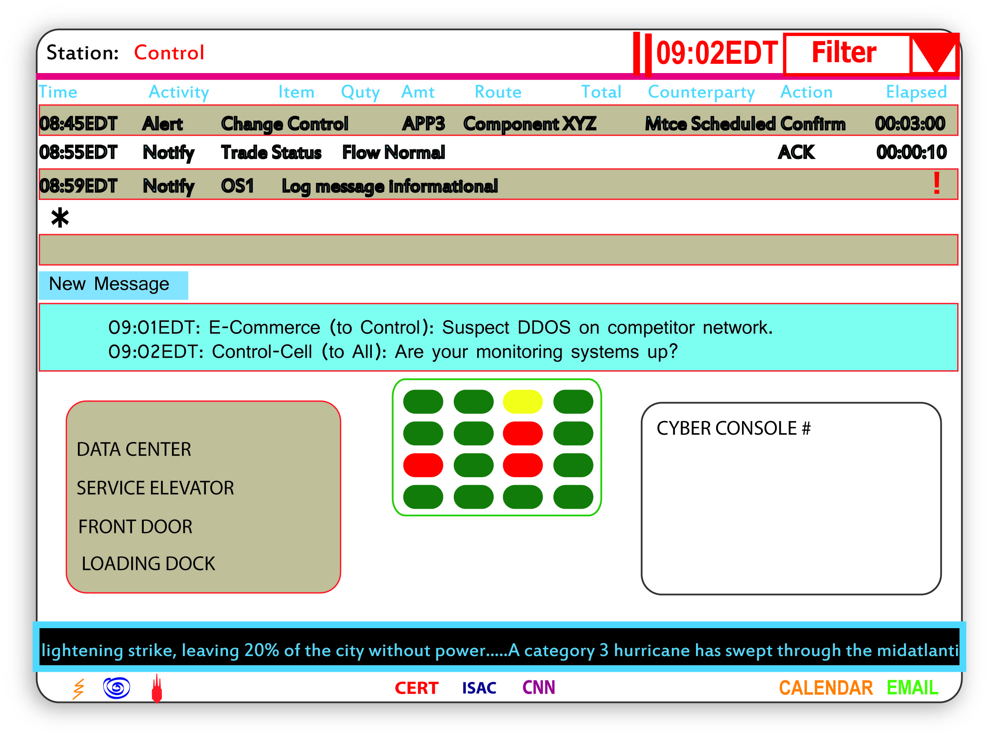 Station: Control || 09:02EDT Filter
Time Activity Item Quty Amt Route Total Counterparty Action Elapsed
08:45EDT Alert Change Control APP3 Component XYZ Mtce Scheduled Confirm 00:03:00
08:55EDT Notify Trade Status Flow Normal ACK 00:00:10
08:59EDT Notify OS1 Log message informational !
*
New Message
09:01EDT: E-Commerce (to Control): Suspect DDOS on competitor network.
09:02EDT: Control-Cell (to All): Are your monitoring systems up?
DATA CENTER
SERVICE ELEVATOR
FRONT DOOR
LOADING DOCK
CYBER CONSOLE #
lightening strike, leaving 20% of the city without power.....A category 3 hurricane has swept through the midatlanti
CERT ISAC CNN CALENDAR EMAIL